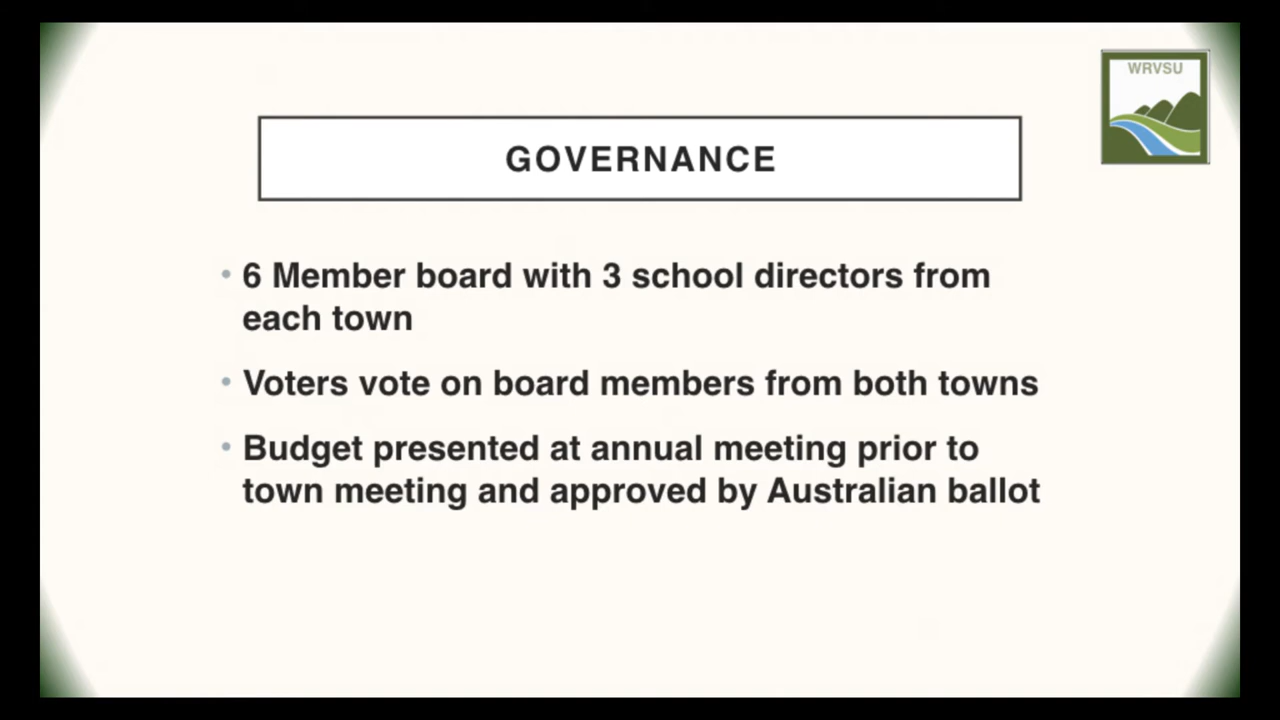 WRVSU
GOVERNANCE
• 6 Member board with 3 school directors from
each town
• Voters vote on board members from both towns
• Budget presented at annual meeting prior to
town meeting and approved by Australian ballot